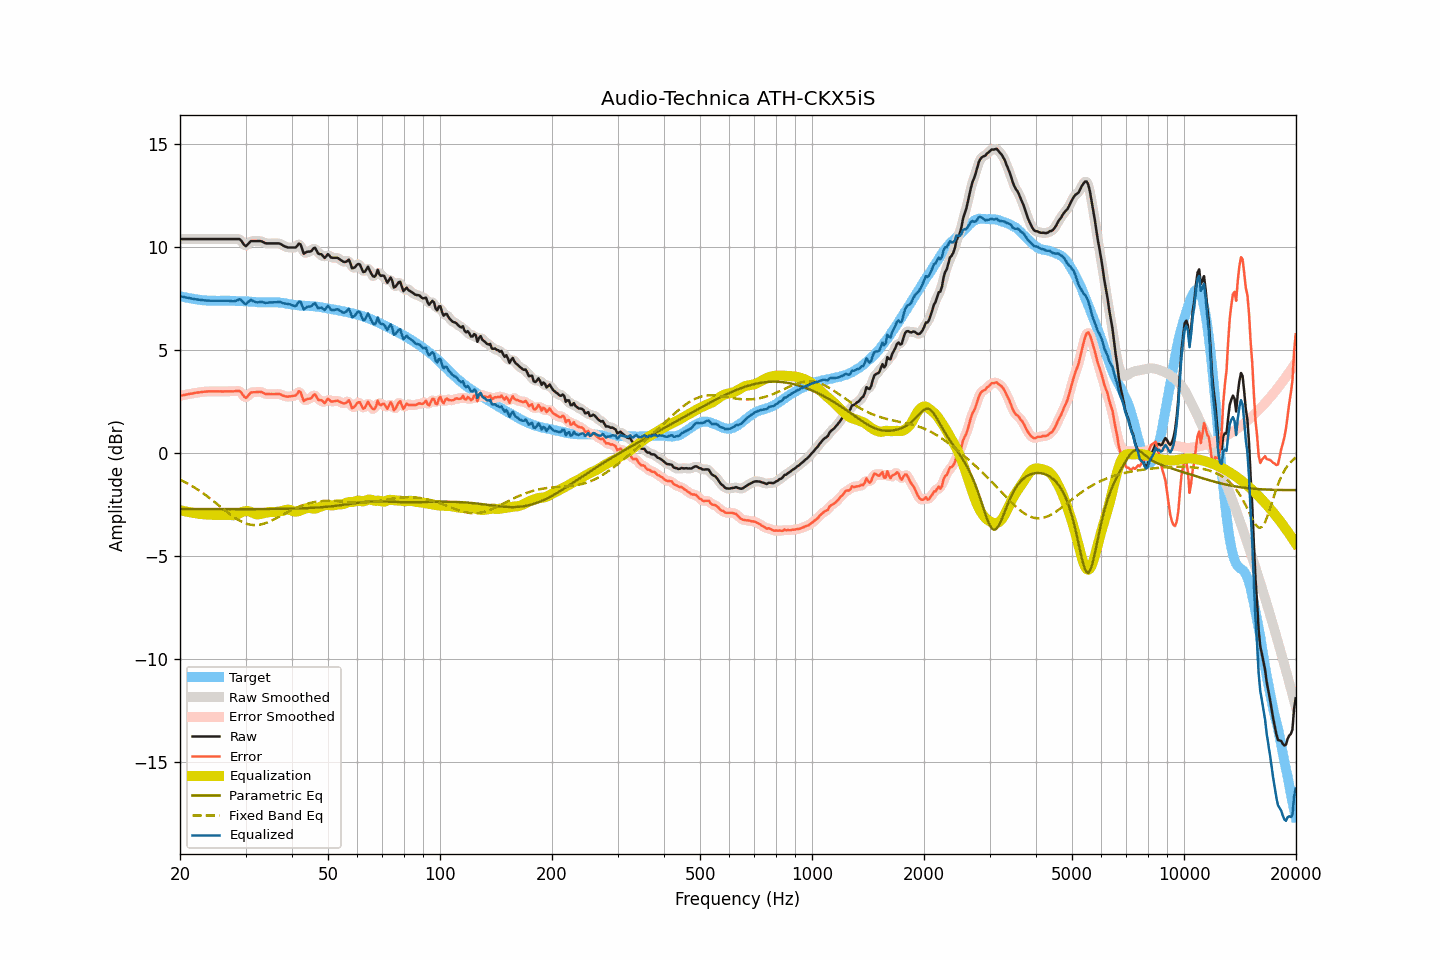 Audio-Technica ATH-CKX5iS
15
10
5
0
−5
−10
−15
Amplitude (dBr)
Target
Raw Smoothed
Error Smoothed
Raw
Error
Equalization
Parametric Eq
Fixed Band Eq
Equalized
20 50 100 200 500 1000 2000 5000 10000 20000
Frequency (Hz)